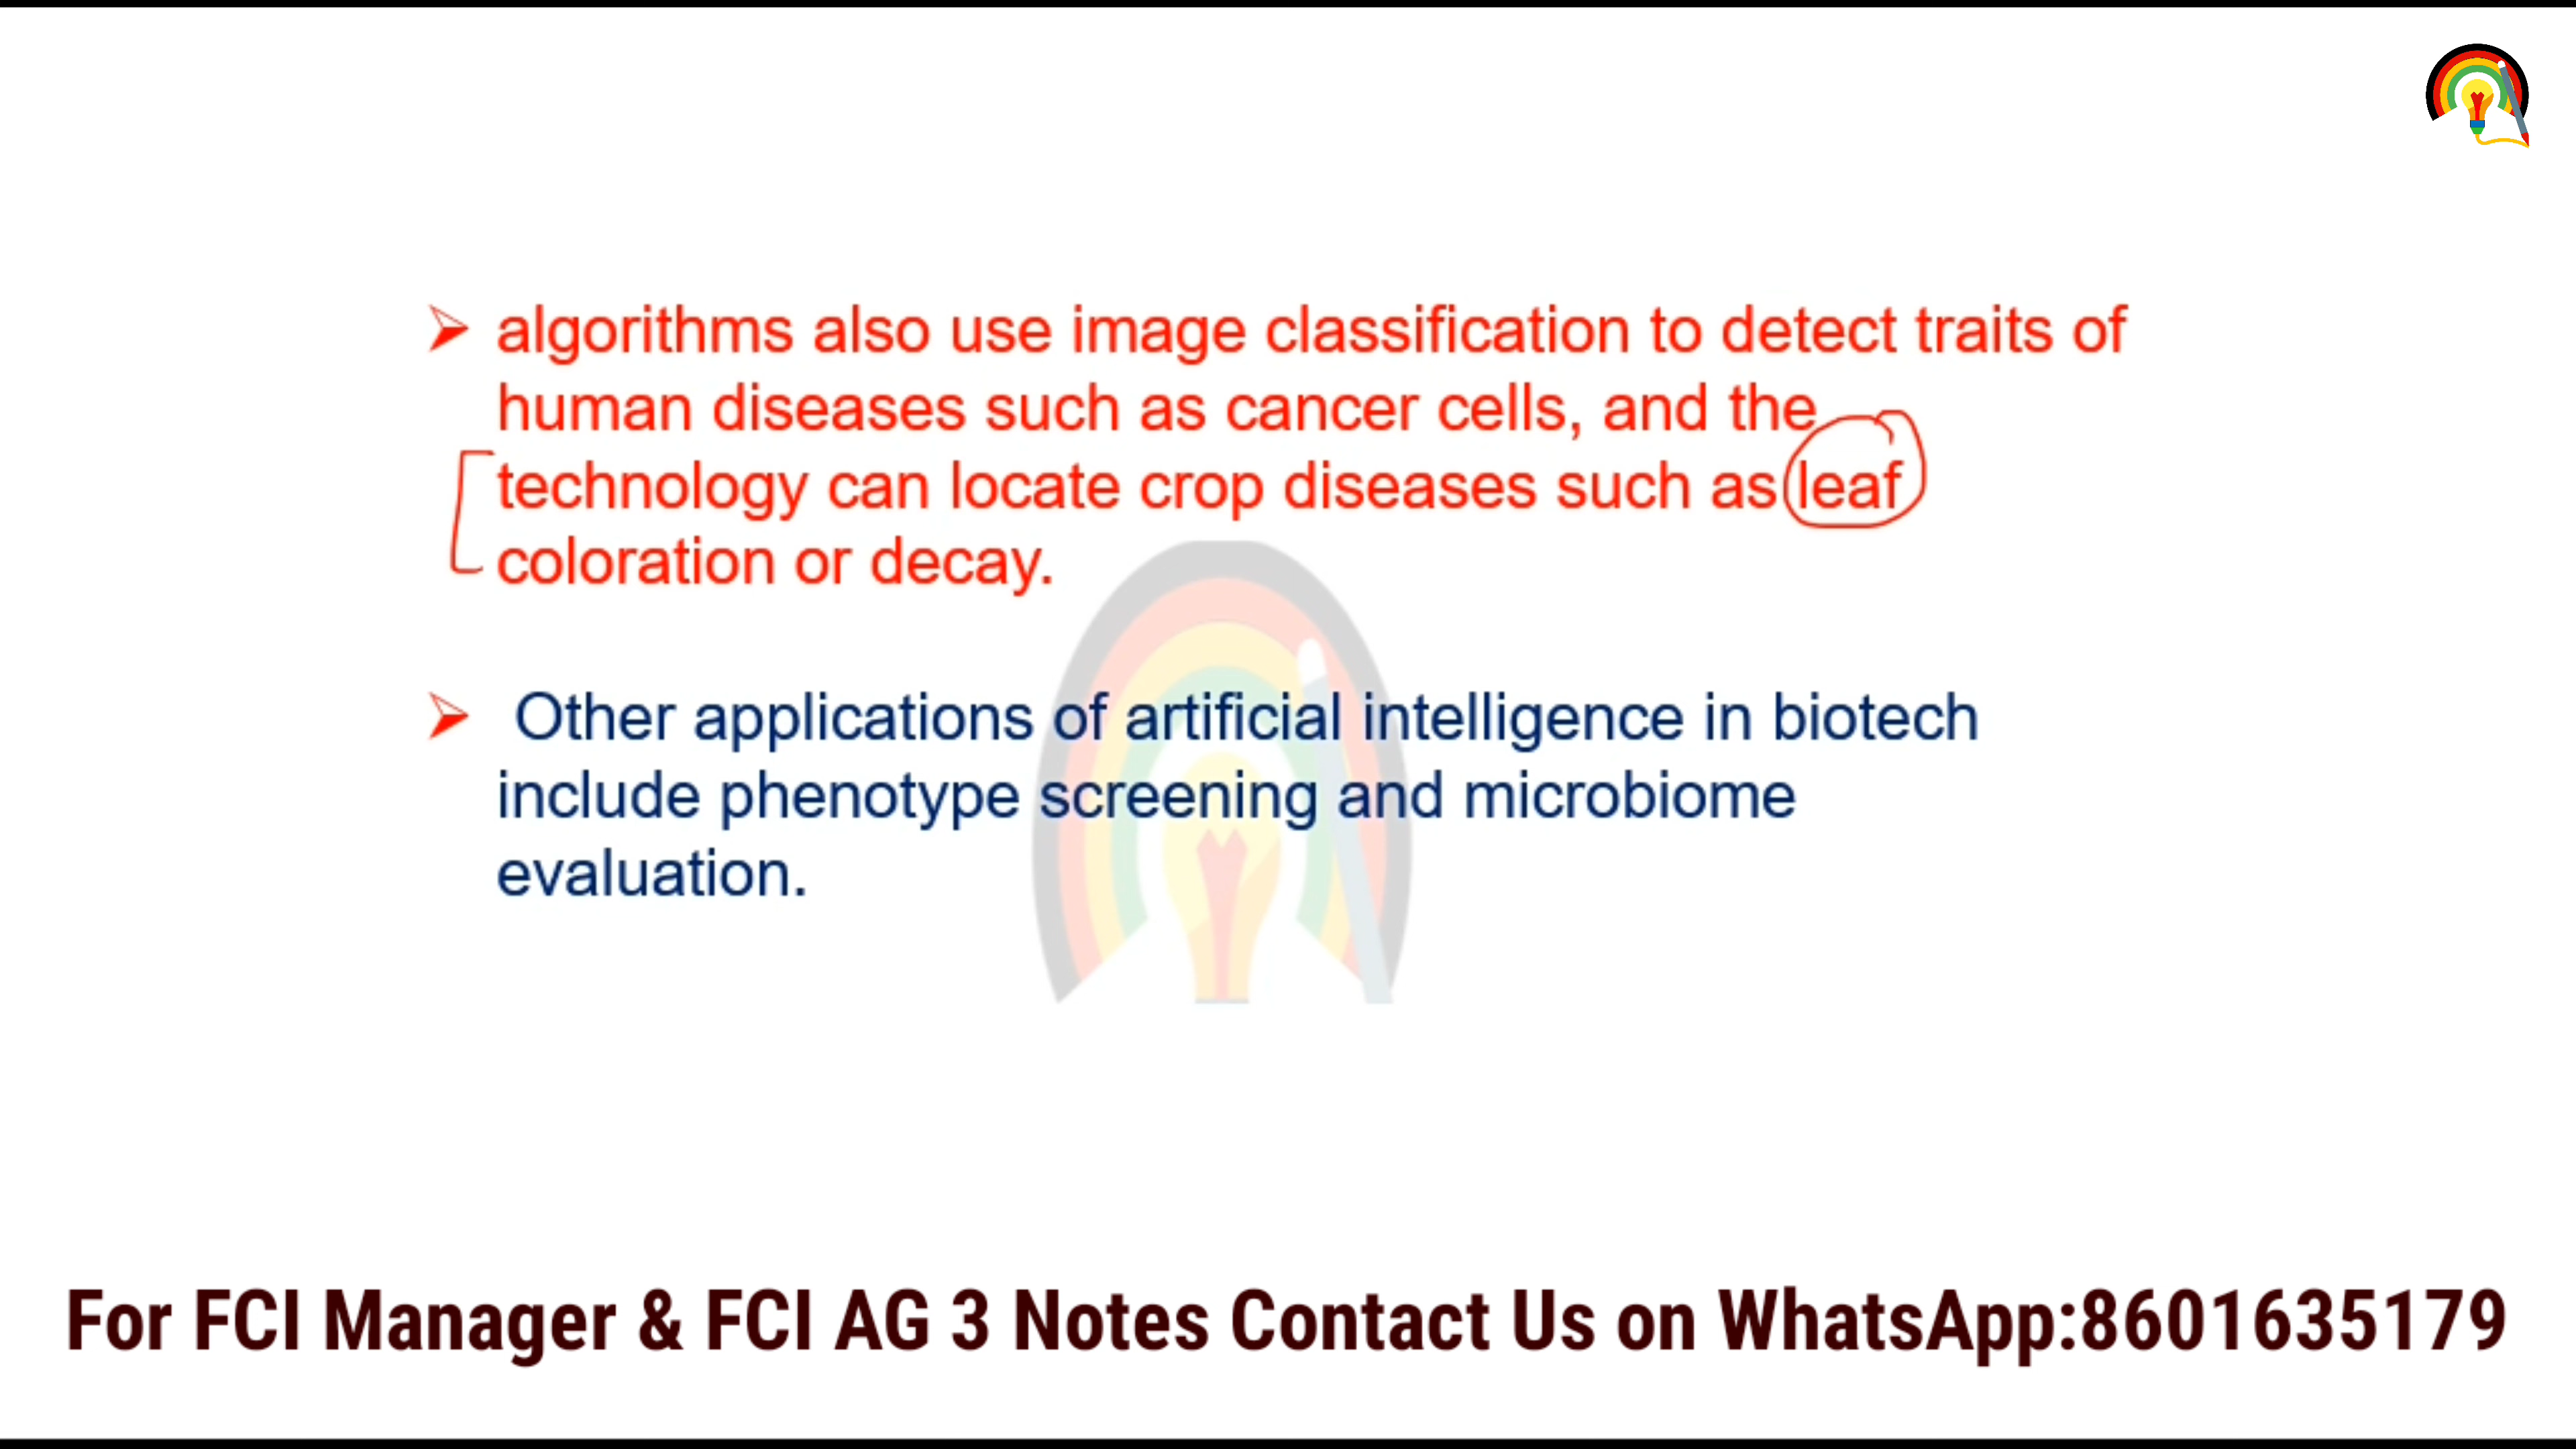 algorithms also use image classification to detect traits of
human diseases such as cancer cells, and the
technology can locate crop diseases such as leaf
coloration or decay.
Other applications of artificial intelligence in biotech
include phenotype screening and microbiome
evaluation.
For FCI Manager & FCI AG 3 Notes Contact Us on WhatsApp:8601635179